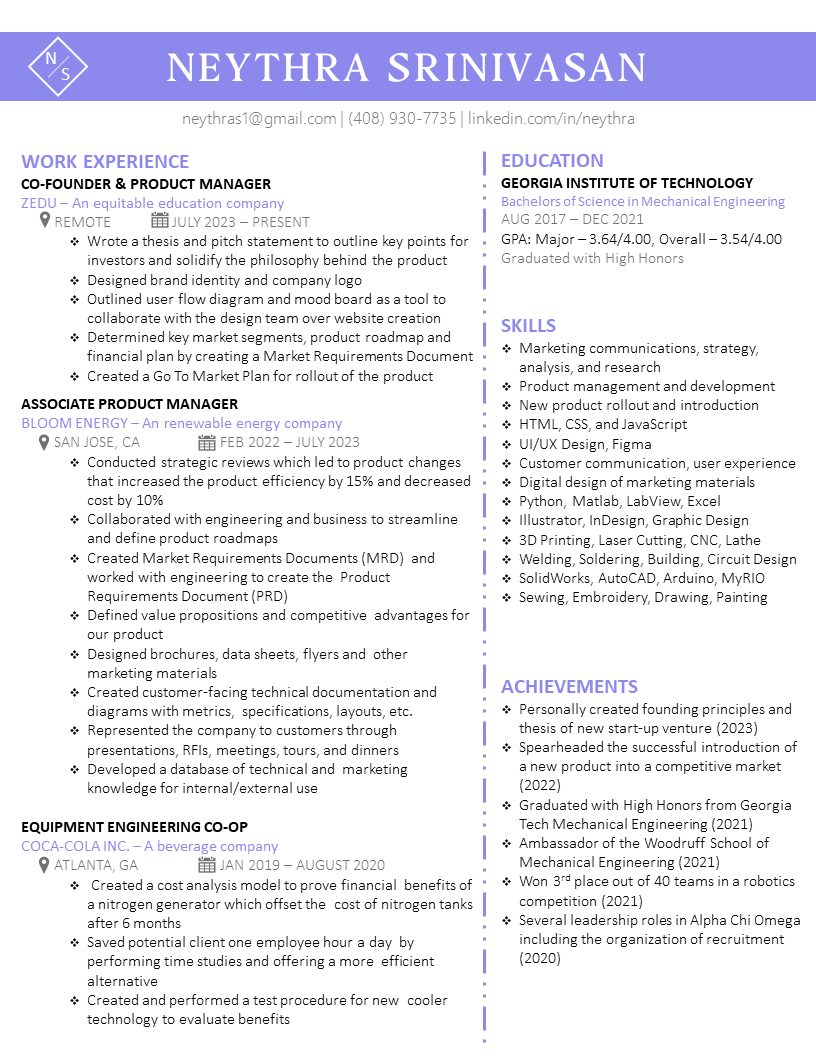 N
S
NEYTHRA SRINIVASAN
neythras1@gmail.com | (408) 930-7735 | linkedin.com/in/neythra
WORK EXPERIENCE
CO-FOUNDER & PRODUCT MANAGER
ZEDU – An equitable education company
REMOTE JULY 2023 – PRESENT
❖ Wrote a thesis and pitch statement to outline key points for
investors and solidify the philosophy behind the product
❖ Designed brand identity and company logo
❖ Outlined user flow diagram and mood board as a tool to
collaborate with the design team over website creation
❖ Determined key market segments, product roadmap and
financial plan by creating a Market Requirements Document
❖ Created a Go To Market Plan for rollout of the product
ASSOCIATE PRODUCT MANAGER
BLOOM ENERGY – An renewable energy company
SAN JOSE, CA FEB 2022 – JULY 2023
❖ Conducted strategic reviews which led to product changes
that increased the product efficiency by 15% and decreased
cost by 10%
❖ Collaborated with engineering and business to streamline
and define product roadmaps
❖ Created Market Requirements Documents (MRD) and
worked with engineering to create the Product
Requirements Document (PRD)
❖ Defined value propositions and competitive advantages for
our product
❖ Designed brochures, data sheets, flyers and other
marketing materials
❖ Created customer-facing technical documentation and
diagrams with metrics, specifications, layouts, etc.
❖ Represented the company to customers through
presentations, RFIs, meetings, tours, and dinners
❖ Developed a database of technical and marketing
knowledge for internal/external use
EQUIPMENT ENGINEERING CO-OP
COCA-COLA INC. – A beverage company
ATLANTA, GA JAN 2019 – AUGUST 2020
❖ Created a cost analysis model to prove financial benefits of
a nitrogen generator which offset the cost of nitrogen tanks
after 6 months
❖ Saved potential client one employee hour a day by
performing time studies and offering a more efficient
alternative
❖ Created and performed a test procedure for new cooler
technology to evaluate benefits
EDUCATION
GEORGIA INSTITUTE OF TECHNOLOGY
Bachelors of Science in Mechanical Engineering
AUG 2017 – DEC 2021
GPA: Major – 3.64/4.00, Overall – 3.54/4.00
Graduated with High Honors
SKILLS
❖ Marketing communications, strategy,
analysis, and research
❖ Product management and development
❖ New product rollout and introduction
❖ HTML, CSS, and JavaScript
❖ UI/UX Design, Figma
❖ Customer communication, user experience
❖ Digital design of marketing materials
❖ Python, Matlab, LabView, Excel
❖ Illustrator, InDesign, Graphic Design
❖ 3D Printing, Laser Cutting, CNC, Lathe
❖ Welding, Soldering, Building, Circuit Design
❖ SolidWorks, AutoCAD, Arduino, MyRIO
❖ Sewing, Embroidery, Drawing, Painting
ACHIEVEMENTS
❖ Personally created founding principles and
thesis of new start-up venture (2023)
❖ Spearheaded the successful introduction of
a new product into a competitive market
(2022)
❖ Graduated with High Honors from Georgia
Tech Mechanical Engineering (2021)
❖ Ambassador of the Woodruff School of
Mechanical Engineering (2021)
❖ Won 3rd place out of 40 teams in a robotics
competition (2021)
❖ Several leadership roles in Alpha Chi Omega
including the organization of recruitment
(2020)